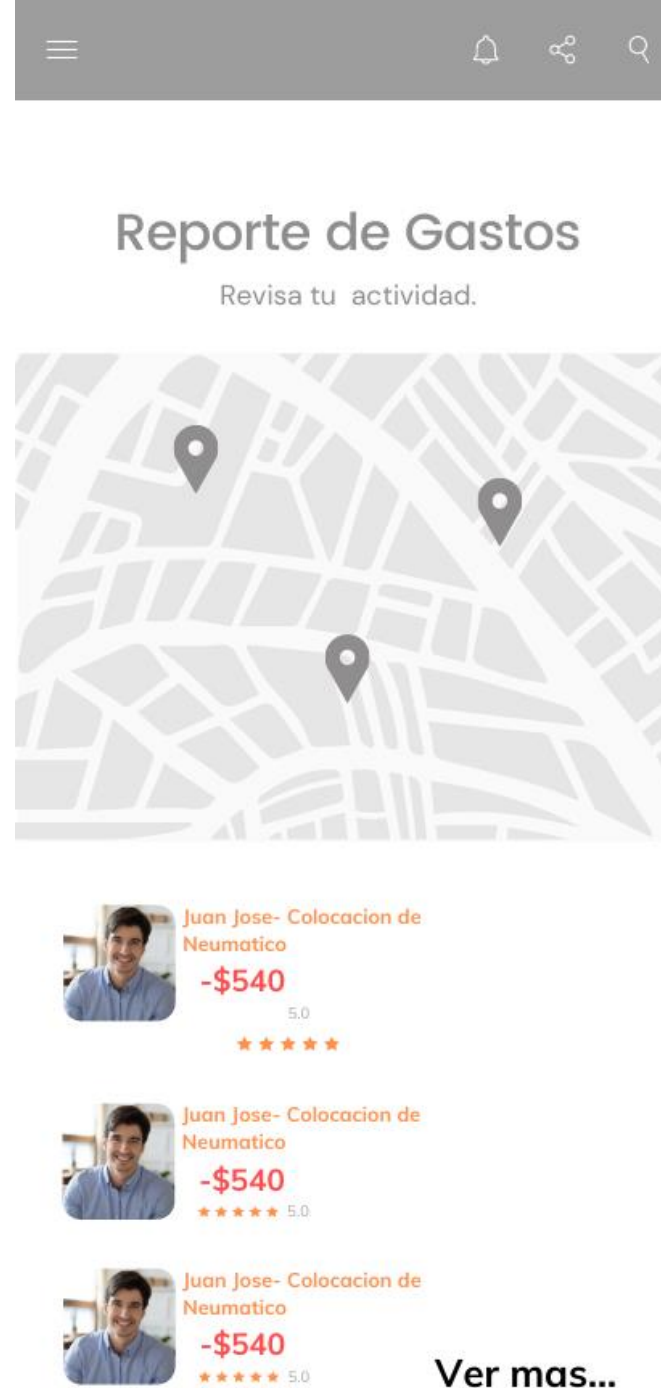 Reporte de Gastos
Revisa tu actividad.
Juan Jose- Colocacion de
Neumatico
-$540
5.0
Juan Jose- Colocacion de
Neumatico
-$540
5.0
Juan Jose- Colocacion de
Neumatico
-$540
5.0
Ver mas...